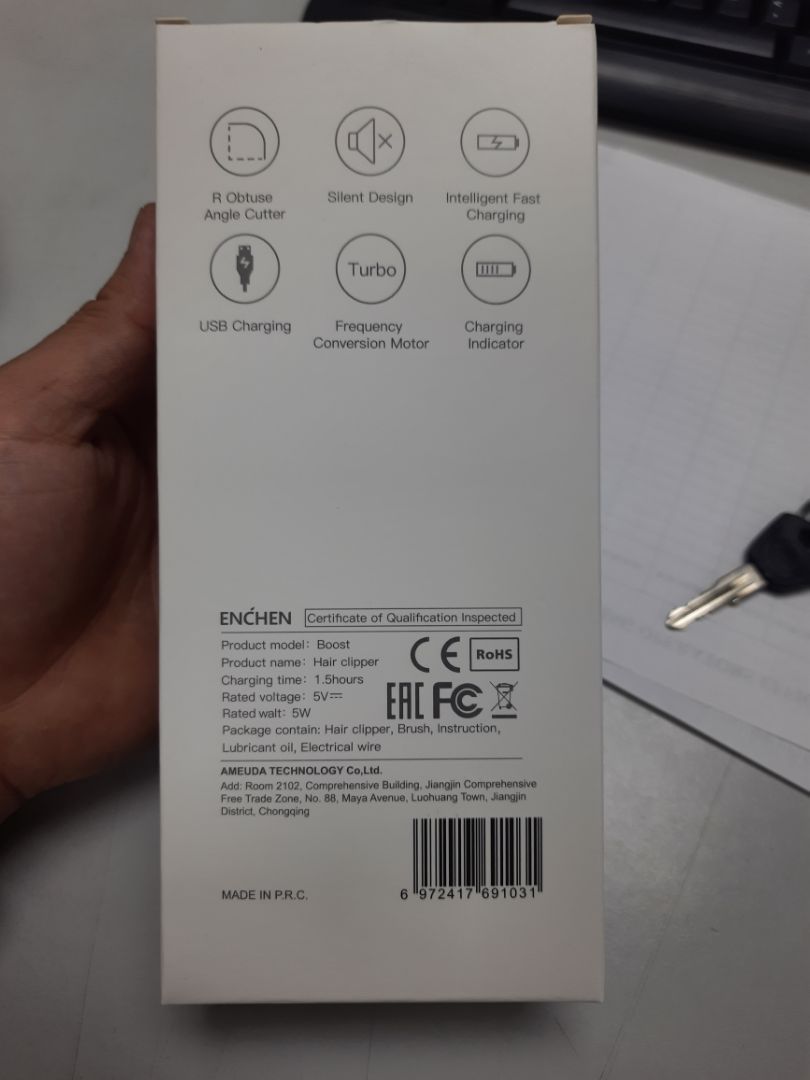 R Obtuse
Angle Cutter
Silent Design
Intelligent Fast
Charging
Turbo
USB Charging
Frequency
Conversion Motor
Charging
Indicator
ENĆHEN Certificate of Qualification Inspected
Product model: Boost
Product name: Hair clipper
Charging time: 1.5hours
Rated voltage: 5V⎓
Rated walt: 5W
CE RoHS
EAC FC
Package contain: Hair clipper, Brush, Instruction,
Lubricant oil, Electrical wire
AMEUDA TECHNOLOGY Co,Ltd.
Add: Room 2102, Comprehensive Building, Jiangjin Comprehensive
Free Trade Zone, No. 88, Maya Avenue, Luohuang Town, Jiangjin
District, Chongqing
MADE IN P.R.C.
6 972417 691031